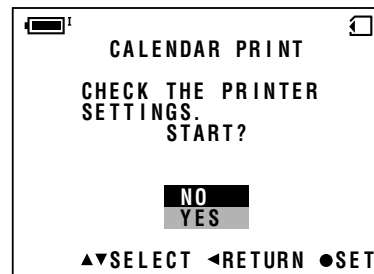 I
CALENDAR PRINT
CHECK THE PRINTER
SETTINGS.
START?
NO
YES
▲▼SELECT ◄RETURN ●SET